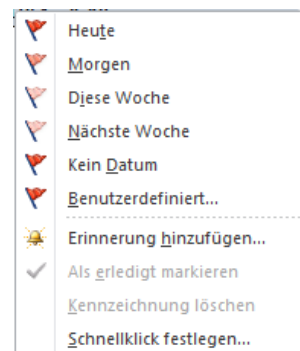 Heute
Morgen
Diese Woche
Nächste Woche
Kein Datum
Benutzerdefiniert...
Erinnerung hinzufügen...
Als erledigt markieren
Kennzeichnung löschen
Schnellklick festlegen...